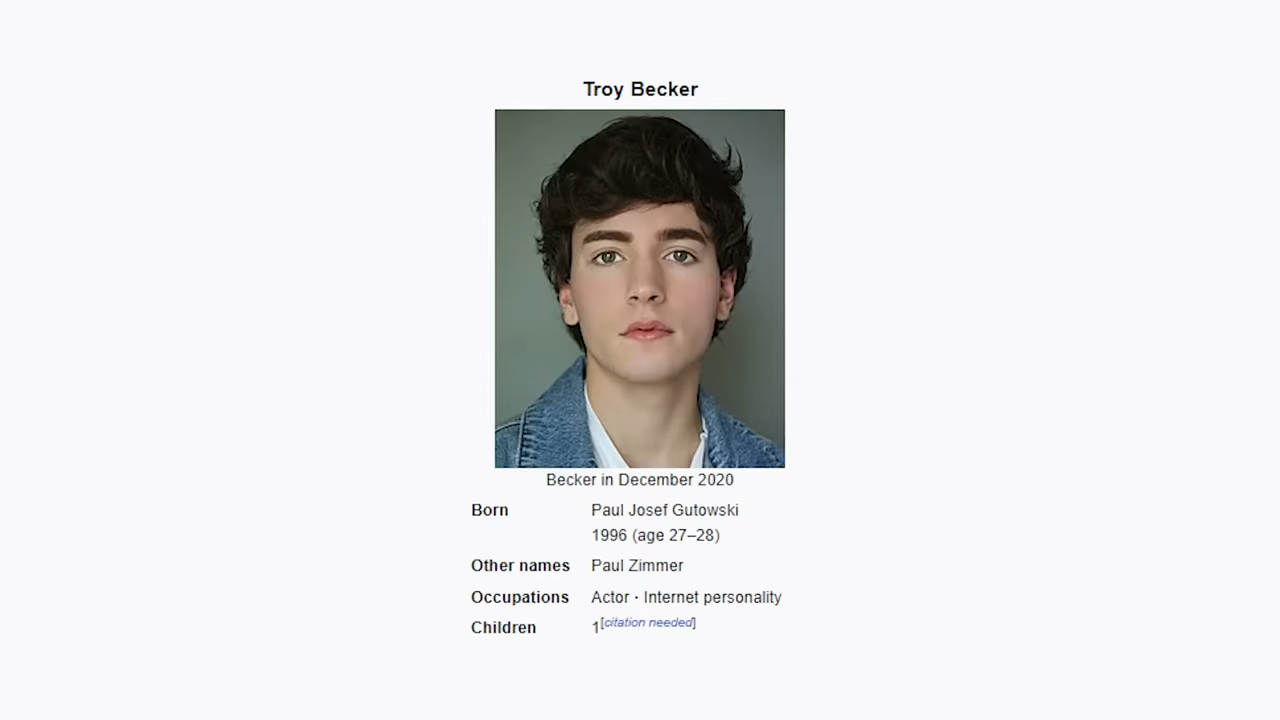 Troy Becker
Becker in December 2020
Born Paul Josef Gutowski
1996 (age 27–28)
Other names Paul Zimmer
Occupations Actor · Internet personality
Children 1[citation needed]